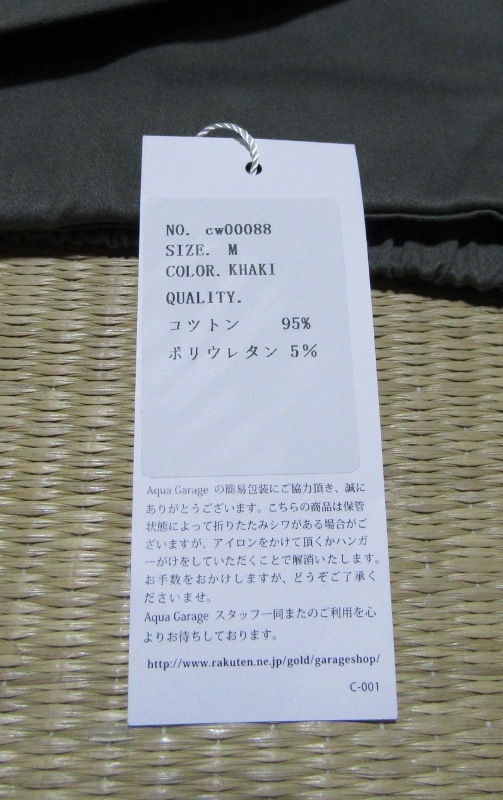 NO. cw00088
SIZE. M
COLOR. KHAKI
QUALITY.
コツトン 95%
ポリウレタン 5%
Aqua Garage の簡易包装にご協力頂き、誠に
ありがとうございます。こちらの商品は保管
状態によって折りたたみシワがある場合がご
ざいますが、アイロンをかけて頂くかハンガ
ーがけをしていただくことで解消いたします。
お手数をおかけしますが、どうぞご了承く
ださいませ。
Aqua Garage スタッフ一同またのご利用を心
よりお待ちしております。
http://www.rakuten.ne.jp/gold/garageshop/
C-001